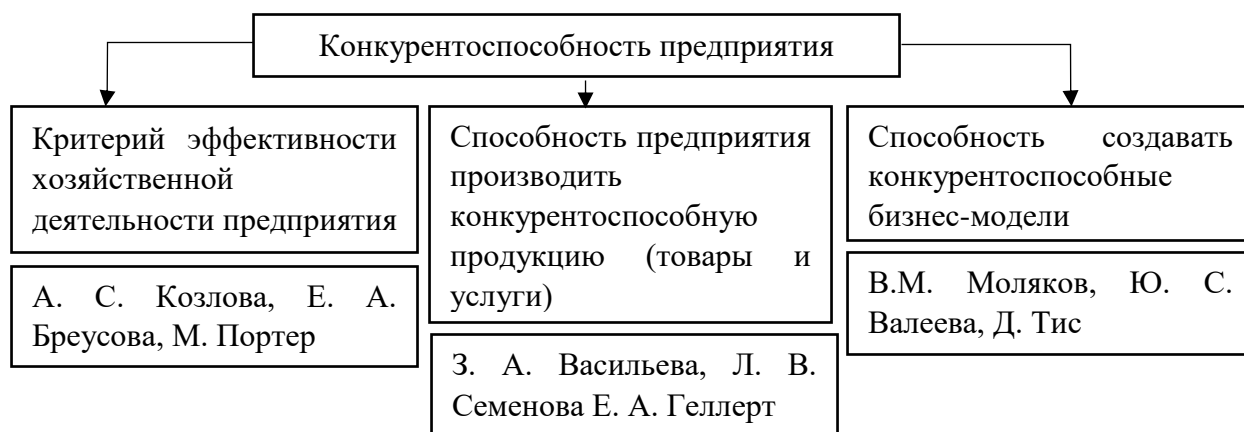 Конкурентоспособность предприятия
Критерий эффективности
хозяйственной
деятельности предприятия
А. С. Козлова, Е. А.
Бреусова, М. Портер
Способность предприятия
производить
конкурентоспособную
продукцию (товары и
услуги)
З. А. Васильева, Л. В.
Семенова Е. А. Геллерт
Способность создавать
конкурентоспособные
бизнес-модели
В.М. Моляков, Ю. С.
Валеева, Д. Тис